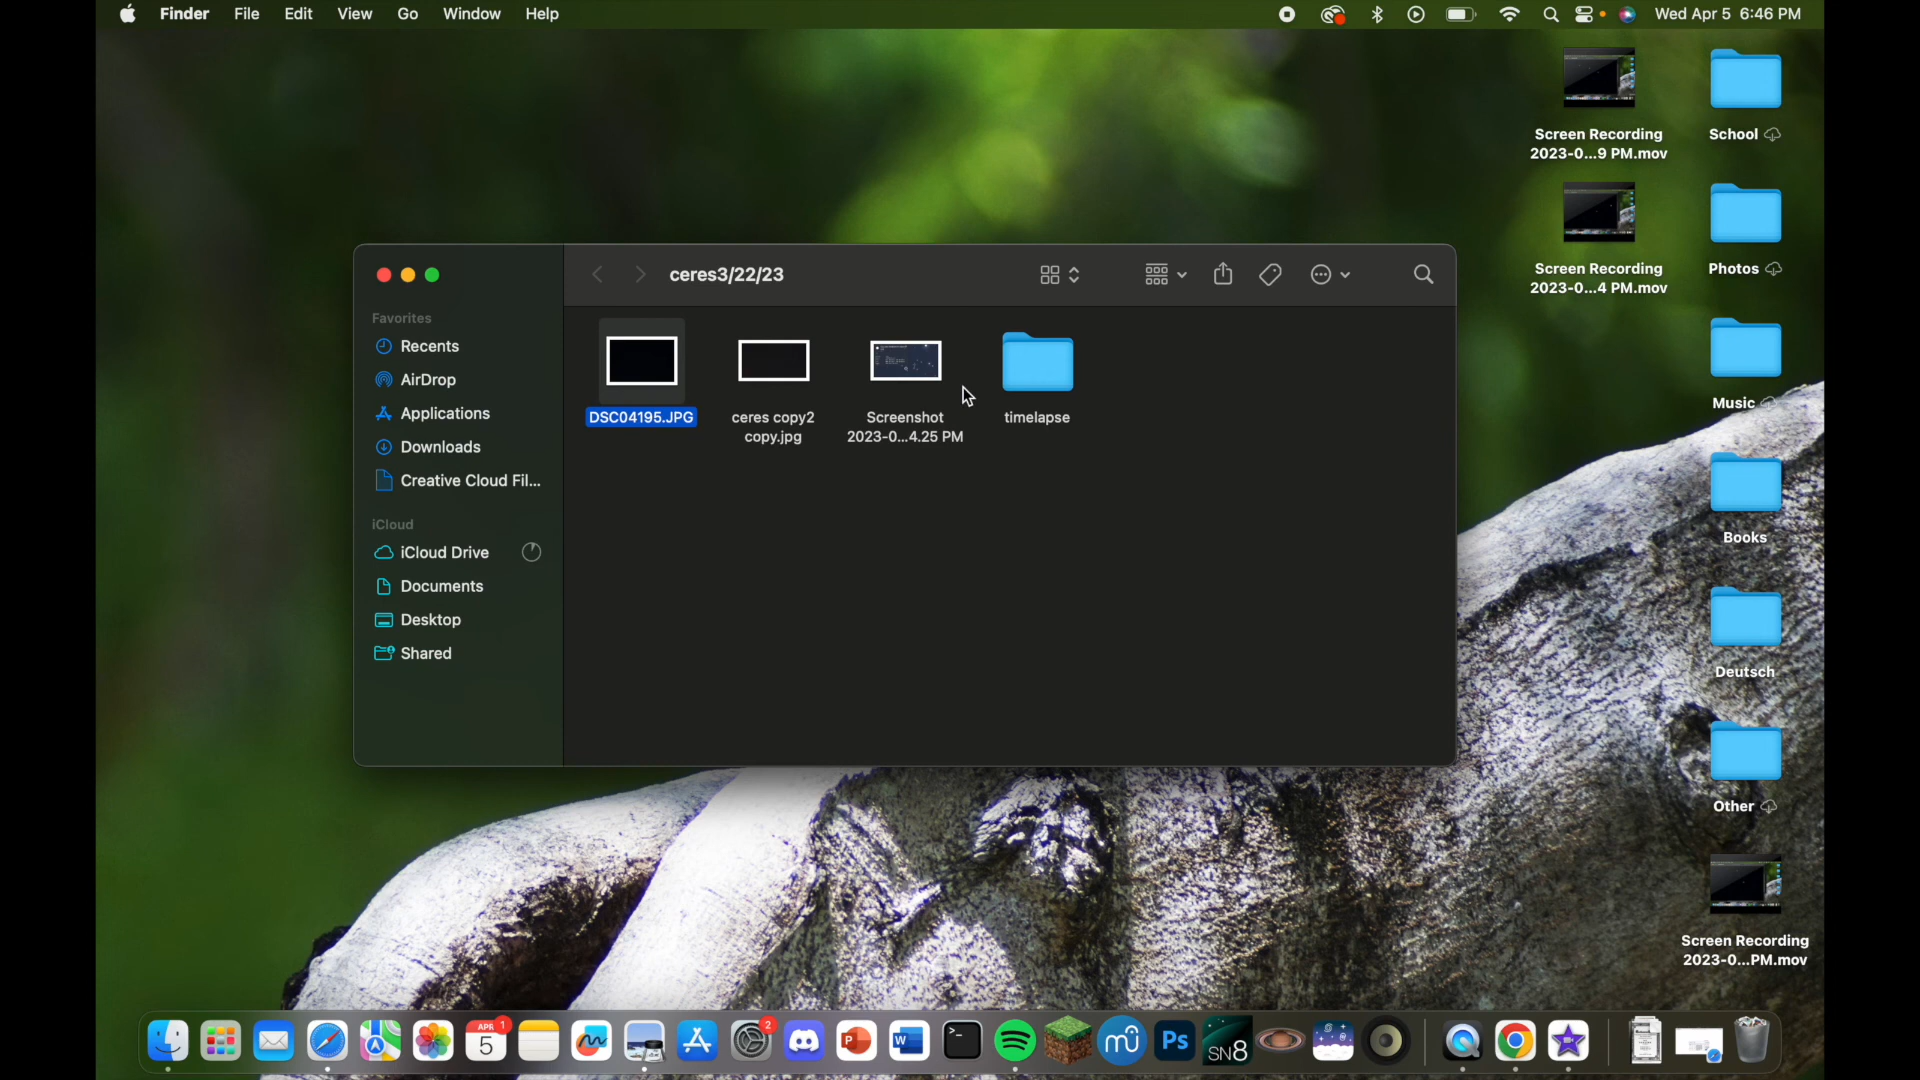 Finder File Edit View Go Window Help
Wed Apr 5 6:46 PM
Screen Recording
2023-0...9 PM.mov
School
Screen Recording
2023-0...4 PM.mov
Photos
Music
Books
Deutsch
Other
Screen Recording
2023-0...PM.mov
ceres3/22/23
Favorites
Recents
AirDrop
Applications
Downloads
Creative Cloud Fil...
iCloud
iCloud Drive
Documents
Desktop
Shared
DSC04195.JPG
ceres copy2
copy.jpg
Screenshot
2023-0...4.25 PM
timelapse
APR
5
1
2
P
W
Ps
SN8